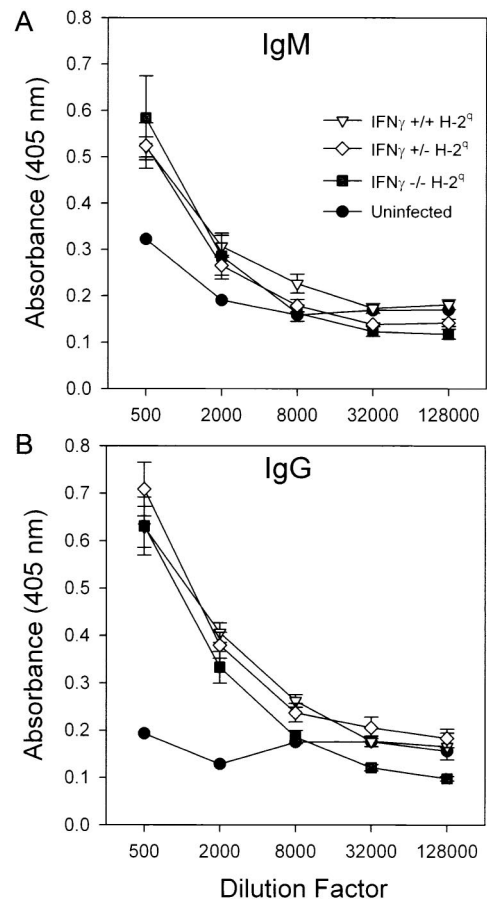 A
IgM
0.8
0.7
0.6
0.5
0.4
0.3
0.2
0.1
0.0
Absorbance (405 nm)
IFNγ +/+ H-2q
IFNγ +/- H-2q
IFNγ -/- H-2q
Uninfected
500 2000 8000 32000 128000
B
IgG
0.8
0.7
0.6
0.5
0.4
0.3
0.2
0.1
0.0
Absorbance (405 nm)
500 2000 8000 32000 128000
Dilution Factor